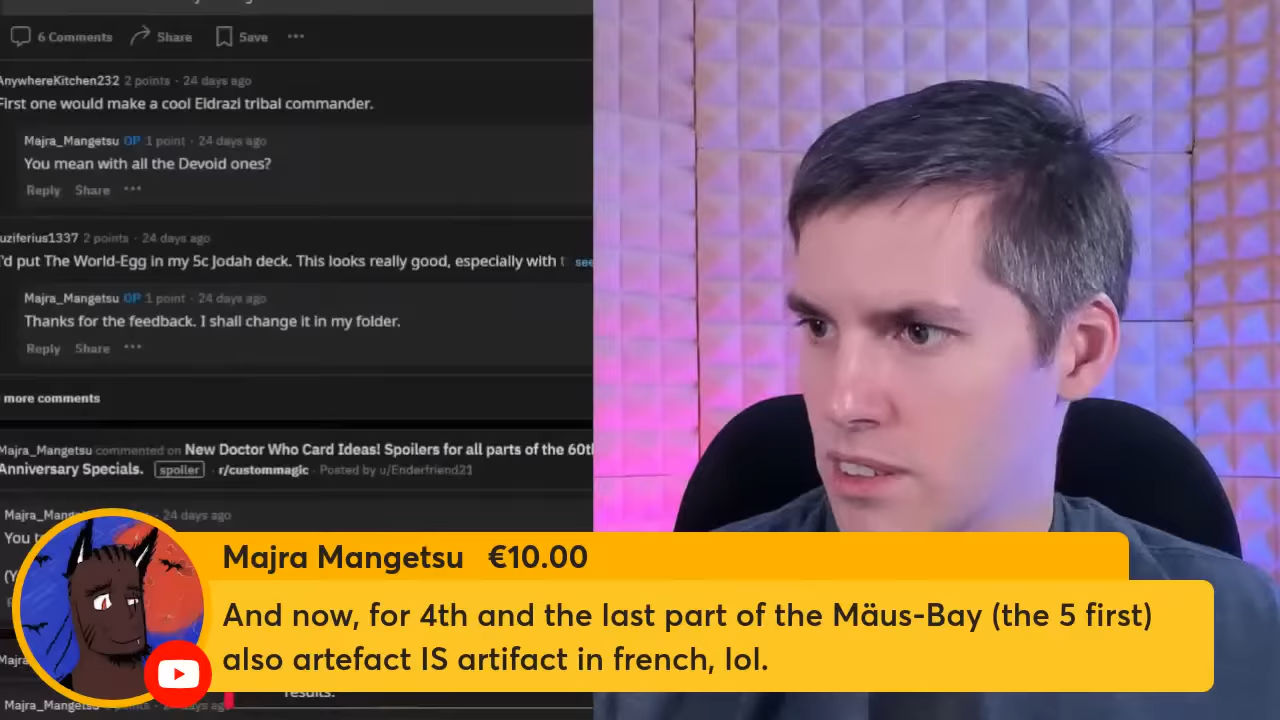 6 Comments Share Save
AnywhereKitchen232 2 points · 24 days ago
First one would make a cool Eldrazi tribal commander.
Majra_Mangetsu OP 1 point · 24 days ago
You mean with all the Devoid ones?
Reply Share
uziferius1337 2 points · 24 days ago
I'd put The World-Egg in my 5c Jodah deck. This looks really good, especially with see
Majra_Mangetsu OP 1 point · 24 days ago
Thanks for the feedback. I shall change it in my folder.
Reply Share
more comments
Majra_Mangetsu commented on New Doctor Who Card Ideas! Spoilers for all parts of the 60th
Anniversary Specials. spoiler · r/custommagic · Posted by u/Enderfriend21
24 days ago
You
Majra Mangetsu €10.00
And now, for 4th and the last part of the Mäus-Bay (the 5 first)
also artefact IS artifact in french, lol.
results.
Majra_Mangetsu